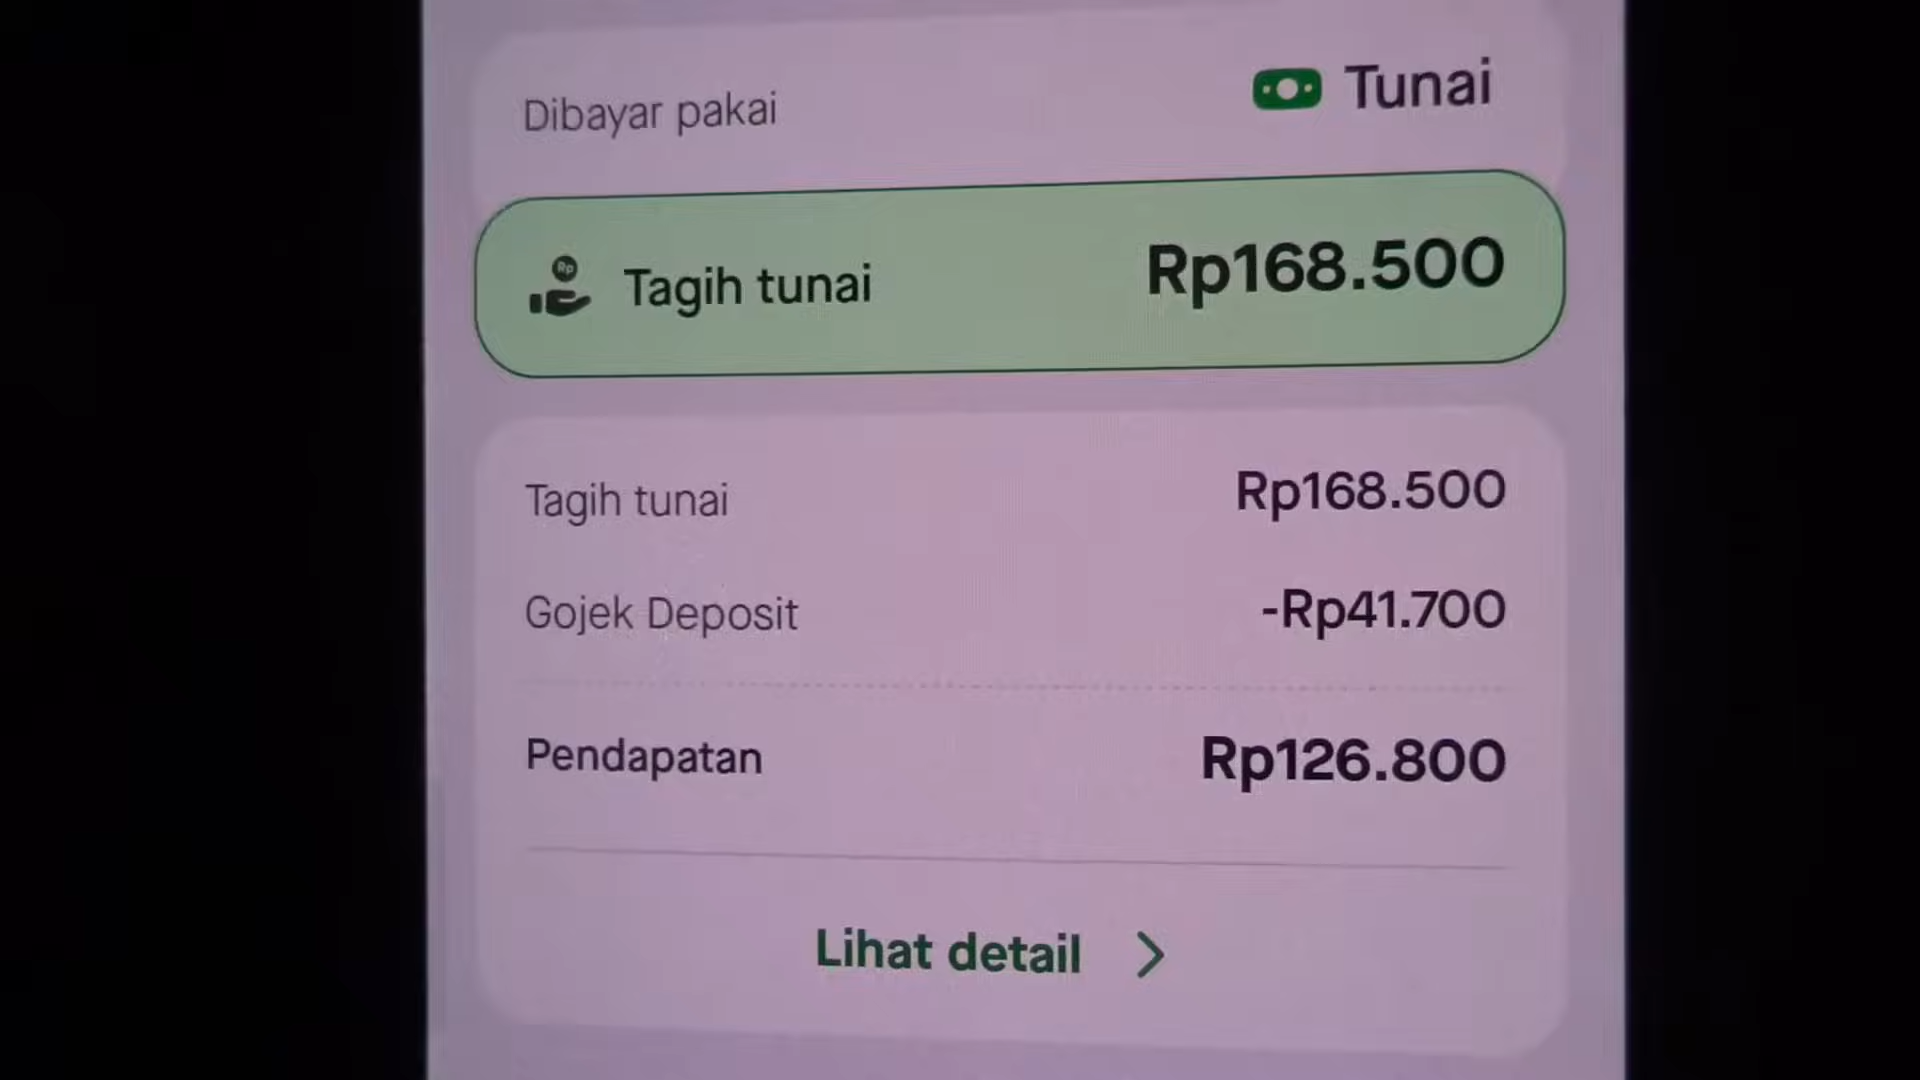 Dibayar pakai Tunai
Rp
Tagih tunai Rp168.500
Tagih tunai Rp168.500
Gojek Deposit -Rp41.700
Pendapatan Rp126.800
Lihat detail